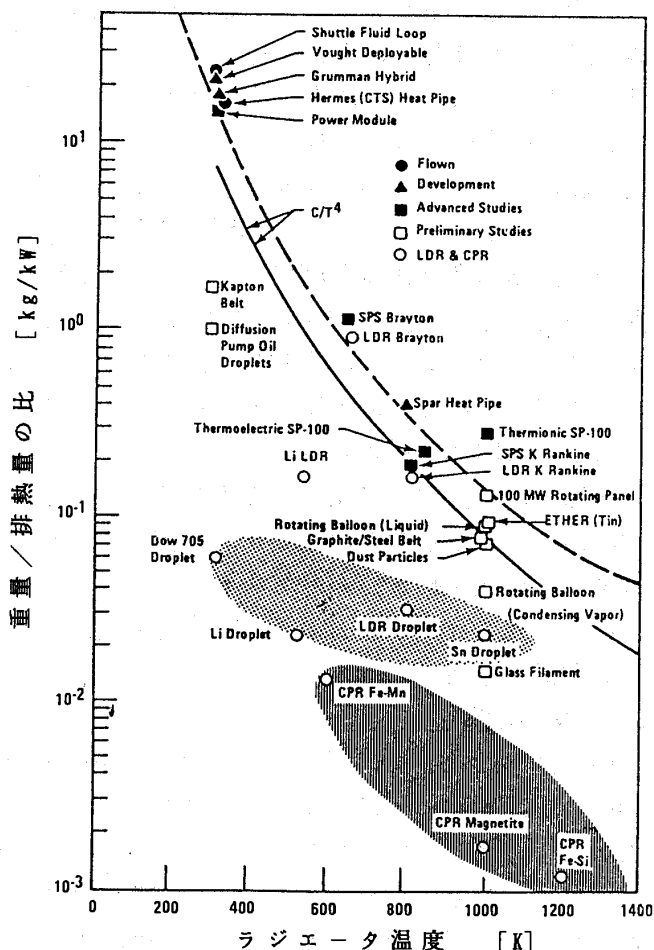 Shuttle Fluid Loop
Vought Deployable
Grumman Hybrid
Hermes (CTS) Heat Pipe
Power Module
10¹
C/T⁴
● Flown
▲ Development
■ Advanced Studies
□ Preliminary Studies
○ LDR & CPR
Kapton
Belt
Diffusion
Pump Oil
Droplets
SPS Brayton
LDR Brayton
10⁰
重量/排熱量の比 [kg/kW]
Spar Heat Pipe
Thermoelectric SP-100
Thermionic SP-100
SPS K Rankine
LDR K Rankine
Li LDR
100 MW Rotating Panel
ETHER (Tin)
10⁻¹
Rotating Balloon (Liquid)
Graphite/Steel Belt
Dust Particles
Dow 705
Droplet
Rotating Balloon
(Condensing Vapor)
LDR Droplet
Li Droplet
Sn Droplet
Glass Filament
10⁻²
CPR Fe-Mn
CPR Magnetite
CPR
Fe-Si
10⁻³
0 200 400 600 800 1000 1200 1400
ラジエータ温度 [K]